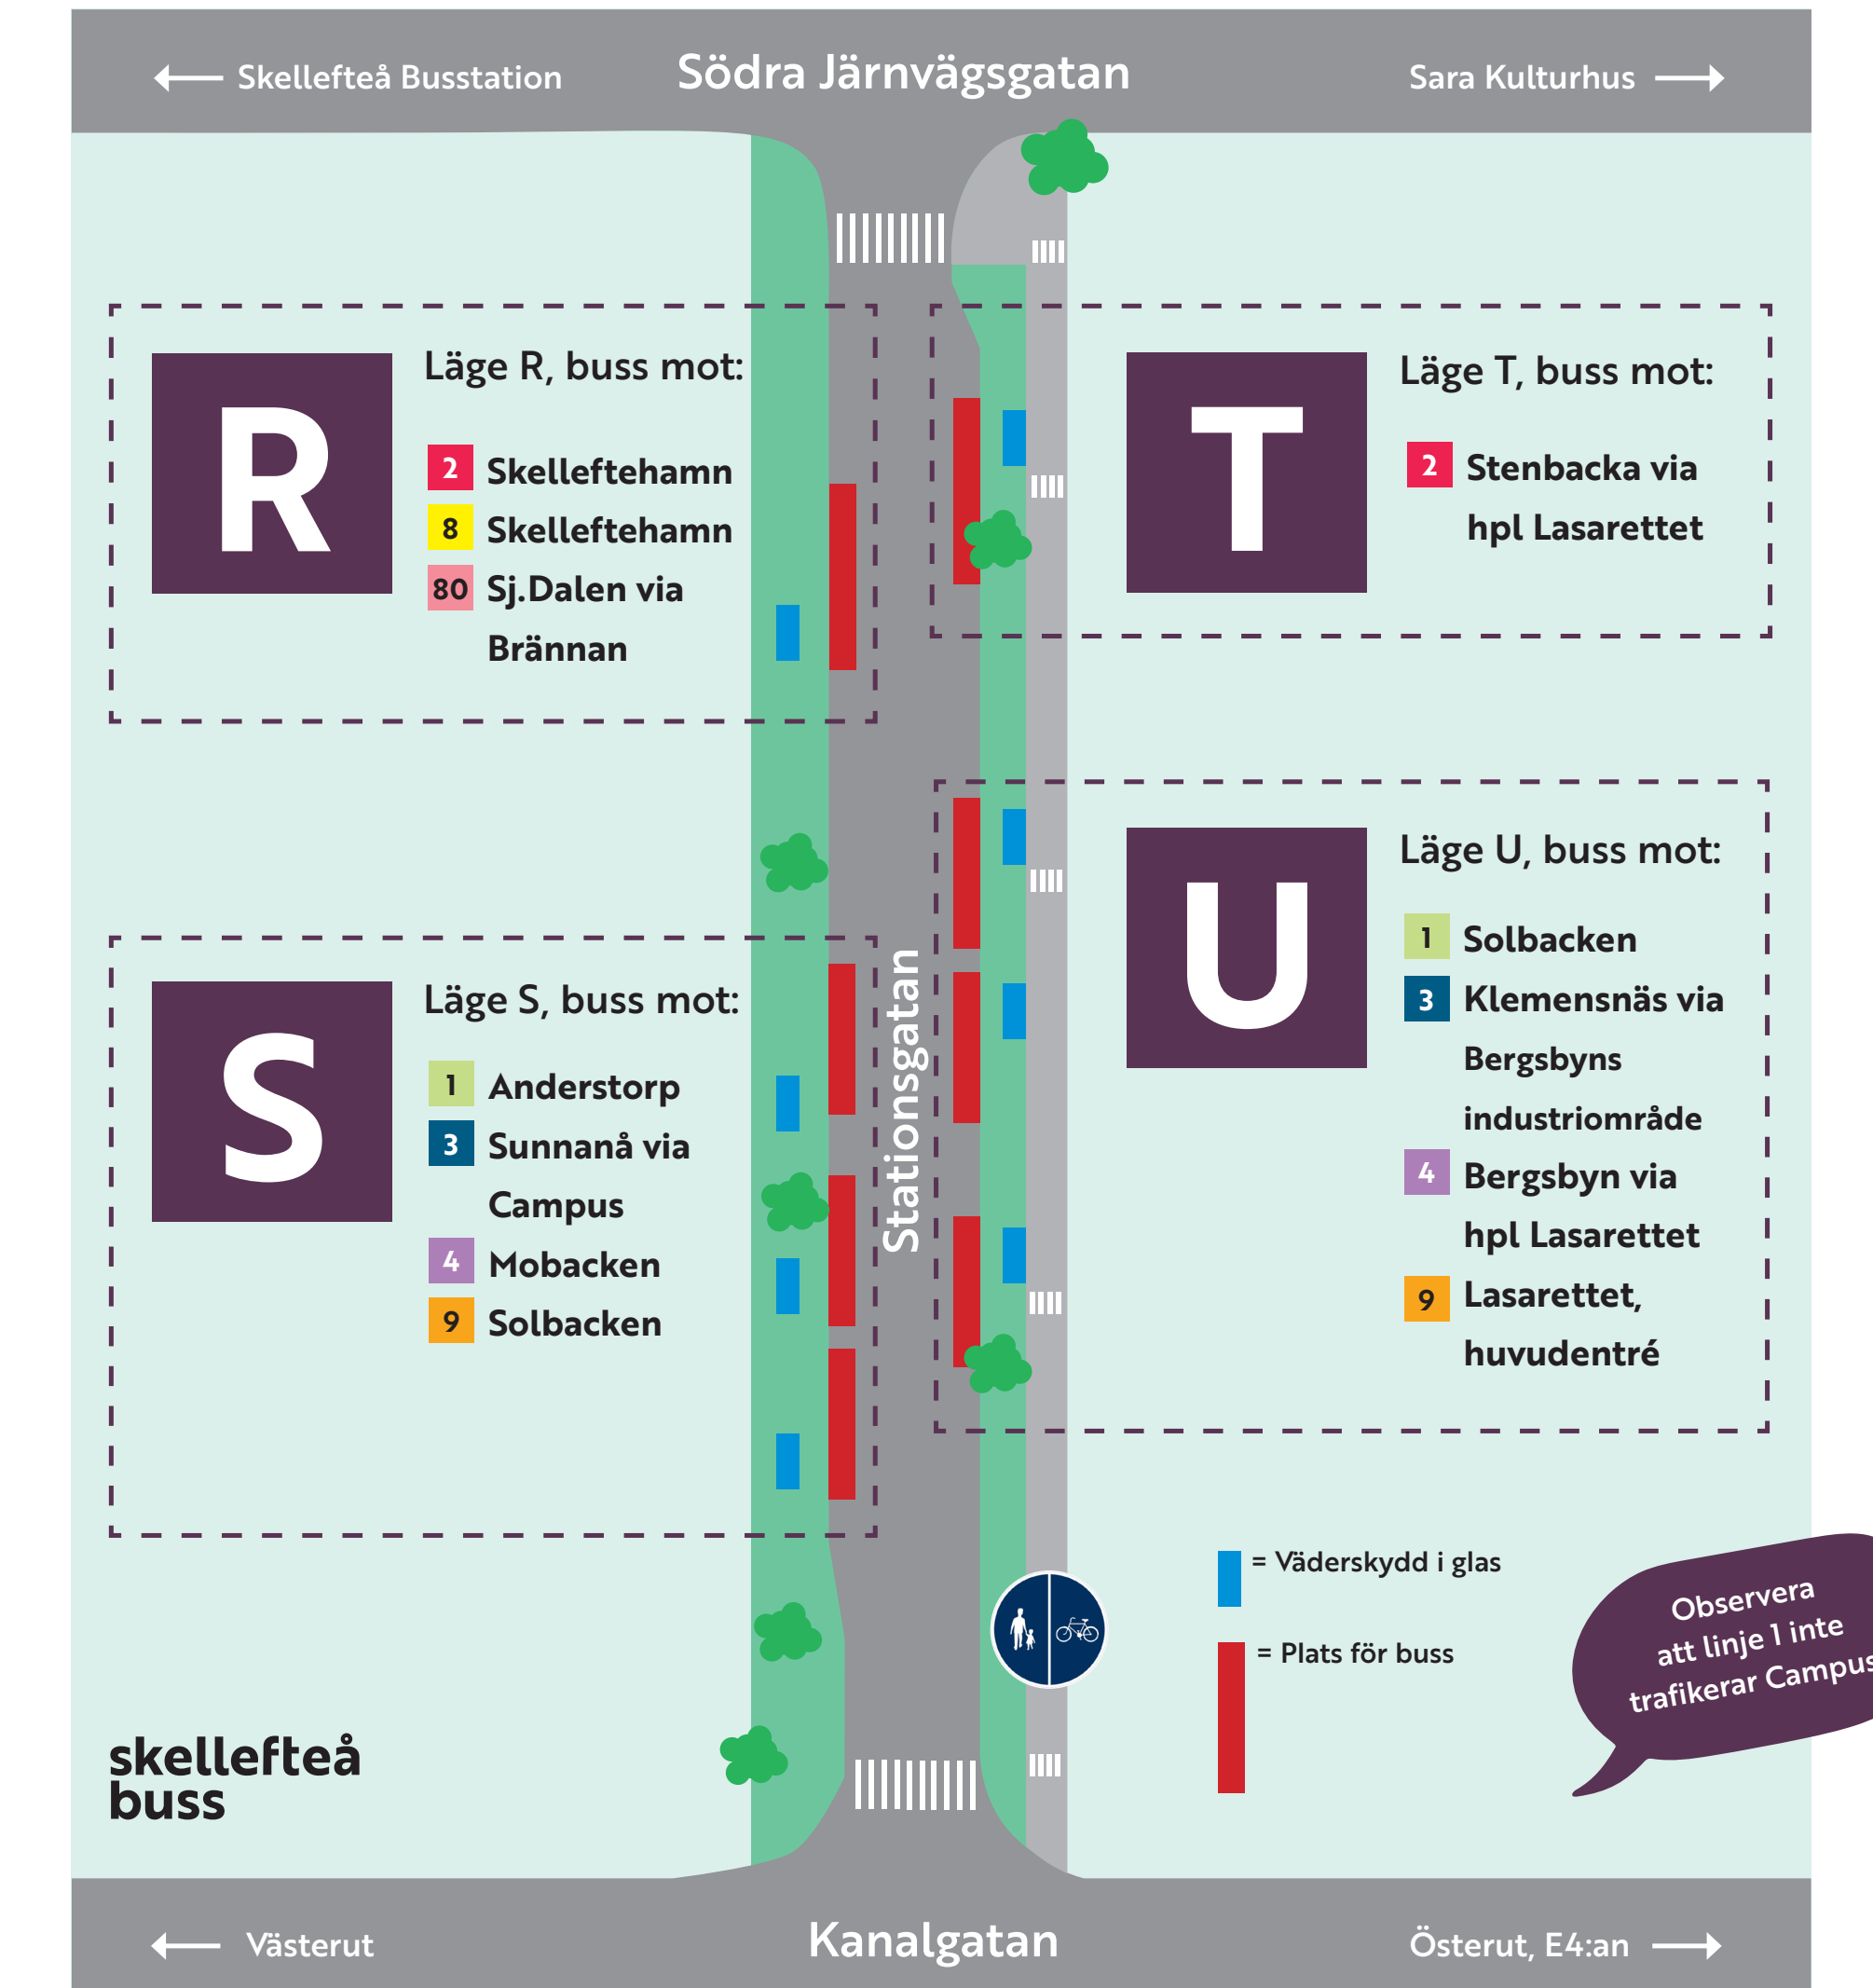 Skellefteå Busstation
Södra Järnvägsgatan
Sara Kulturhus
R
Läge R, buss mot:
2 Skelleftehamn
8 Skelleftehamn
80 Sj.Dalen via
Brännan
T
Läge T, buss mot:
2 Stenbacka via
hpl Lasarettet
S
Läge S, buss mot:
1 Anderstorp
3 Sunnanå via
Campus
4 Mobacken
9 Solbacken
Stationsgatan
U
Läge U, buss mot:
1 Solbacken
3 Klemensnäs via
Bergsbyns
industriområde
4 Bergsbyn via
hpl Lasarettet
9 Lasarettet,
huvudentré
= Väderskydd i glas
= Plats för buss
Observera
att linje 1 inte
trafikerar Campus
skellefteå
buss
Västerut
Kanalgatan
Österut, E4:an